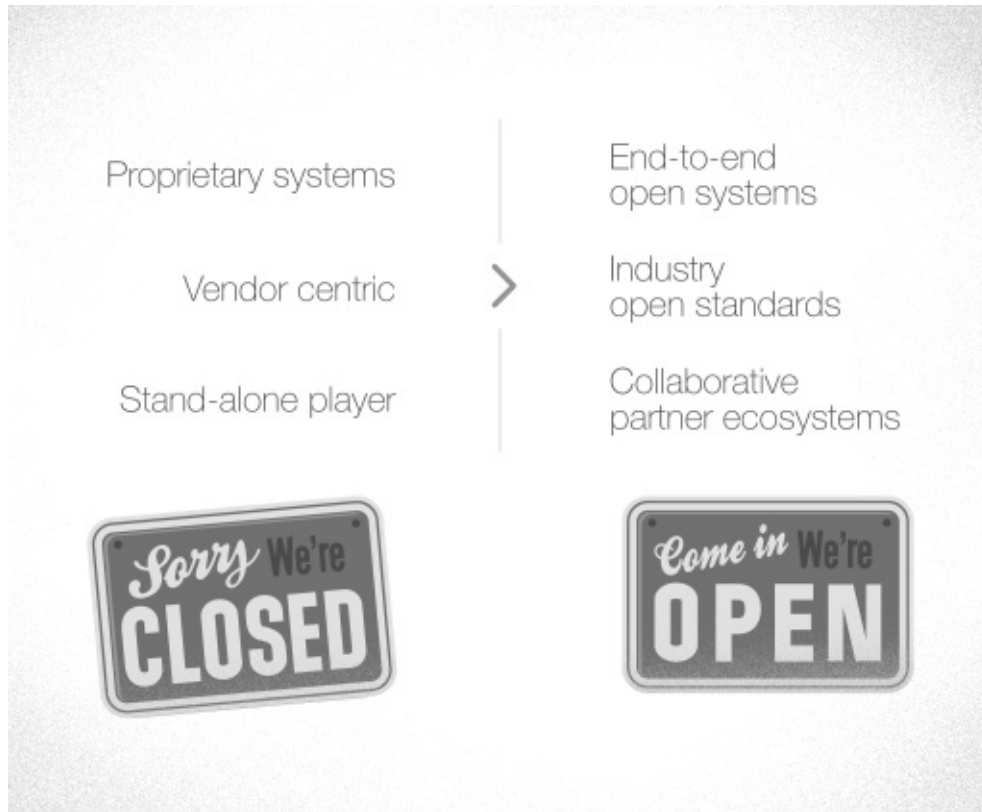 Proprietary systems
End-to-end
open systems
Vendor centric
>
Industry
open standards
Stand-alone player
Collaborative
partner ecosystems
Sorry We're
CLOSED
Come in We're
OPEN